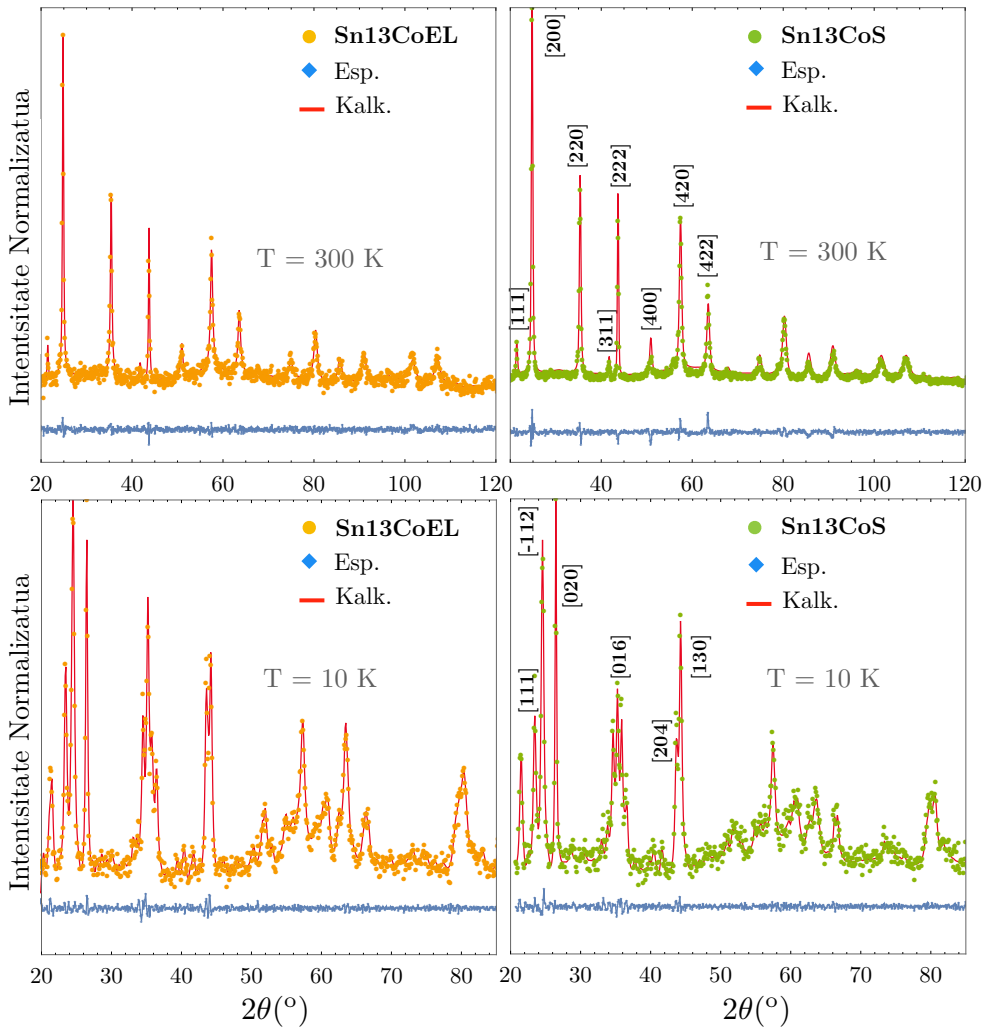 Intentsitate Normalizatua
Sn13CoEL
Esp.
Kalk.
T = 300 K
20 40 60 80 100 120
[111]
[200]
[220]
[311]
[222]
[400]
[420]
[422]
Sn13CoS
Esp.
Kalk.
T = 300 K
20 40 60 80 100 120
Intentsitate Normalizatua
Sn13CoEL
Esp.
Kalk.
T = 10 K
20 30 40 50 60 70 80
2θ(º)
[111]
[-112]
[020]
[016]
[204]
[130]
Sn13CoS
Esp.
Kalk.
T = 10 K
20 30 40 50 60 70 80
2θ(º)